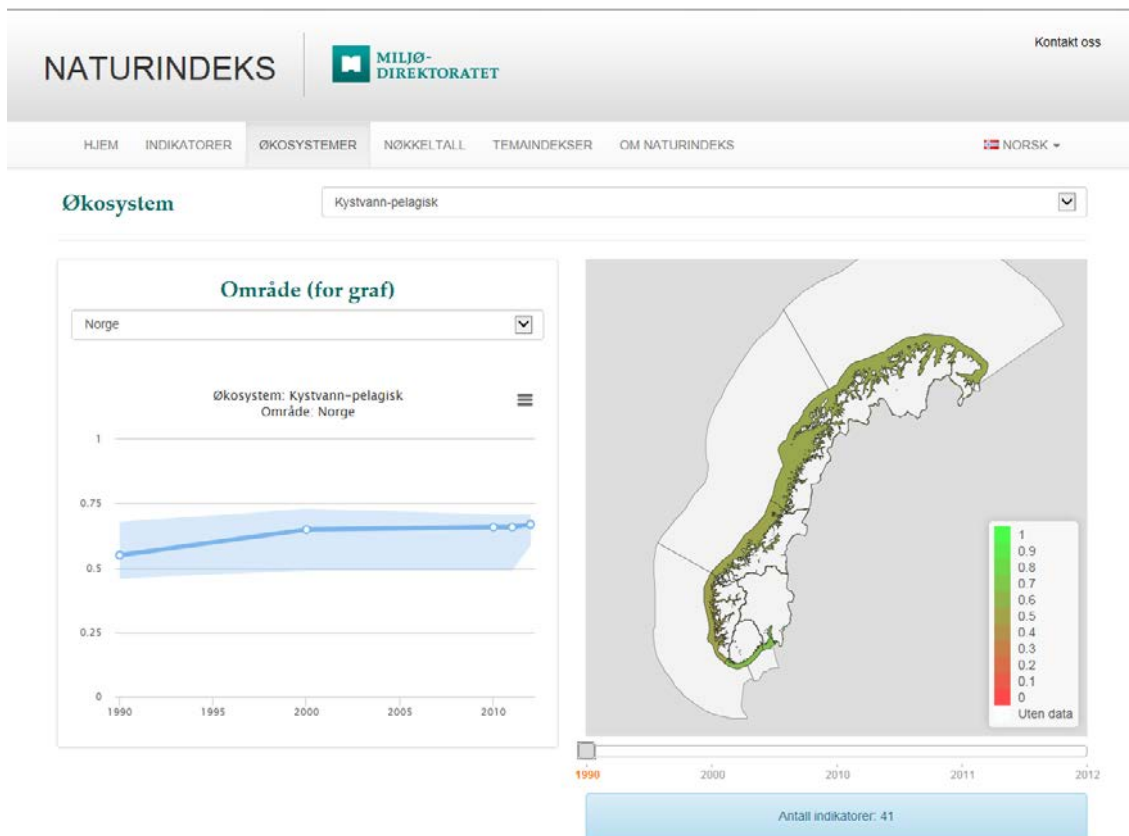 Kontakt oss
NATURINDEKS
MILJØ-
DIREKTORATET
HJEM INDIKATORER ØKOSYSTEMER NØKKELTALL TEMAINDEKSER OM NATURINDEKS NORSK
Økosystem
Kystvann-pelagisk
Område (for graf)
Norge
Økosystem: Kystvann-pelagisk
Område: Norge
1
0.75
0.5
0.25
0
1990 1995 2000 2005 2010
1
0.9
0.8
0.7
0.6
0.5
0.4
0.3
0.2
0.1
0
Uten data
1990 2000 2010 2011 2012
Antall indikatorer: 41